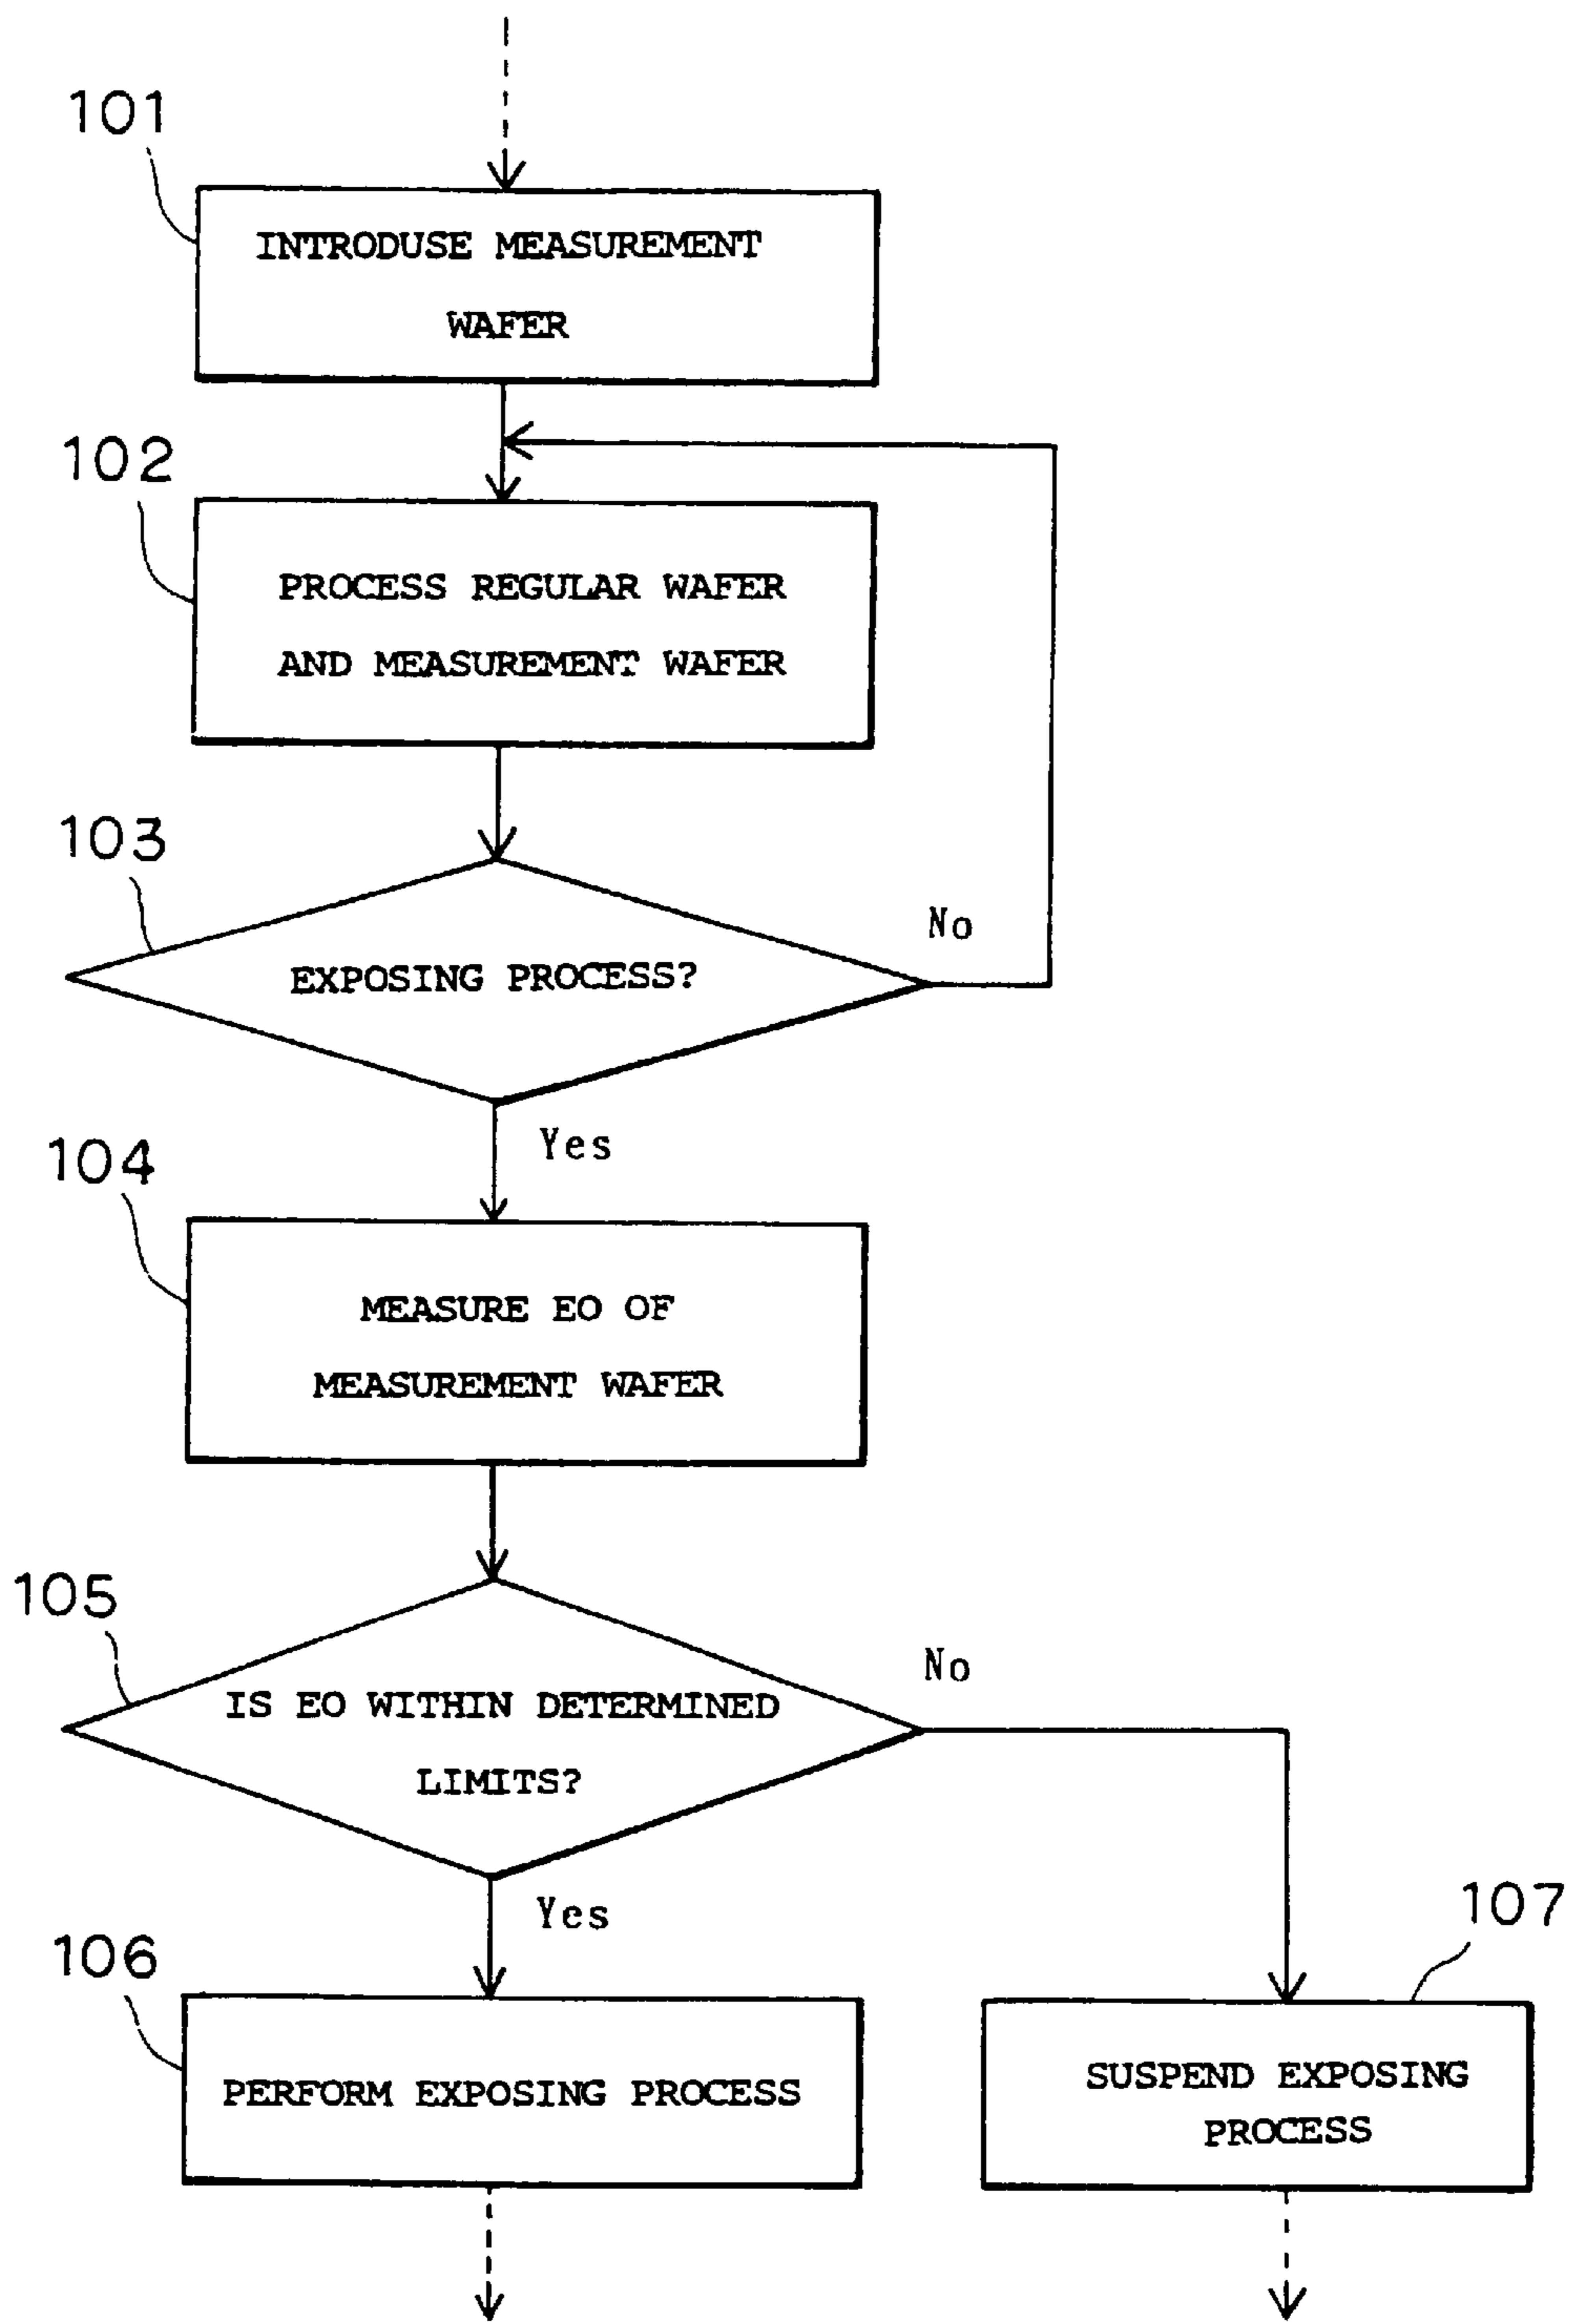 101
INTRODUSE MEASUREMENT
WAFER
102
PROCESS REGULAR WAFER
AND MEASUREMENT WAFER
103
EXPOSING PROCESS?
No
Yes
104
MEASURE EO OF
MEASUREMENT WAFER
105
IS EO WITHIN DETERMINED
LIMITS?
No
Yes
106
PERFORM EXPOSING PROCESS
107
SUSPEND EXPOSING
PROCESS